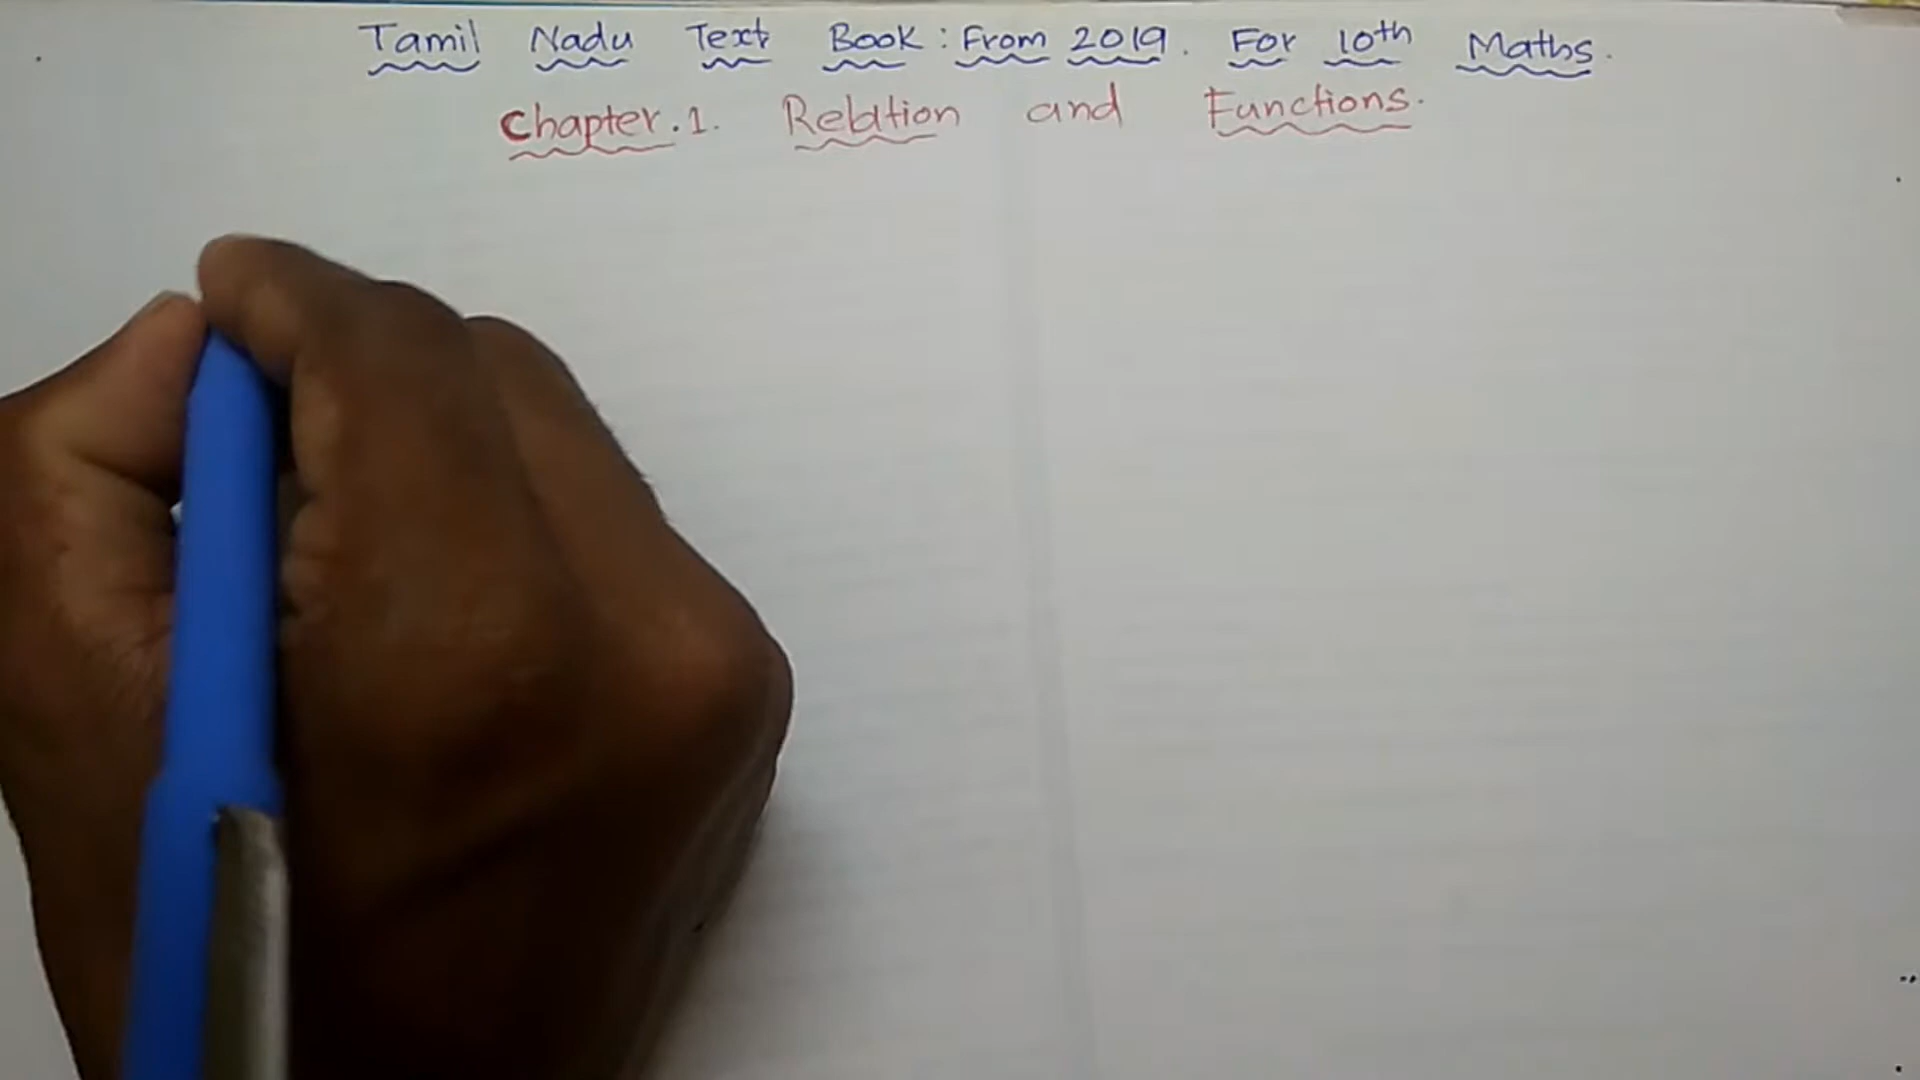 Tamil Nadu Text Book : From 2019. For 10th Maths.
Chapter.1. Relation and Functions.